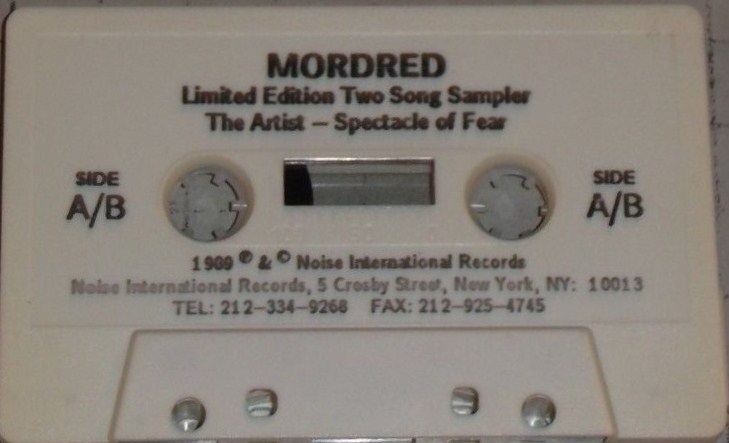 MORDRED
Limited Edition Two Song Sampler
The Artist — Spectacle of Fear
SIDE A/B
SIDE A/B
1989 ℗ & © Noise International Records
Noise International Records, 5 Crosby Street, New York, NY: 10013
TEL: 212-334-9268 FAX: 212-925-4745